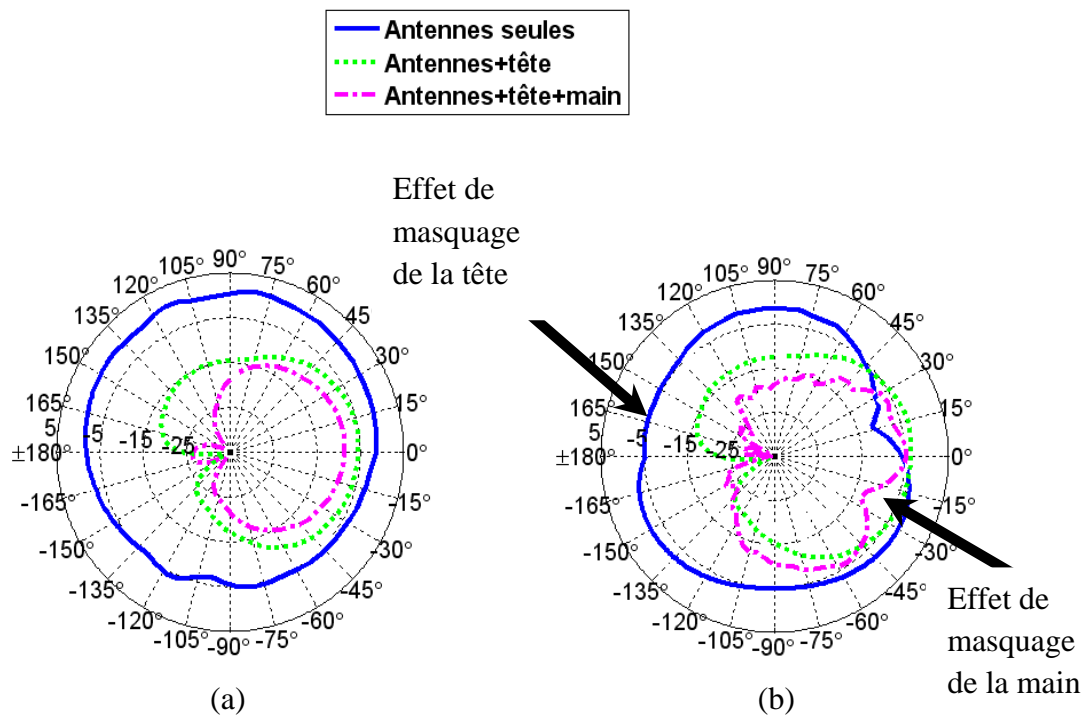 Antennes seules
Antennes+tête
Antennes+tête+main
Effet de
masquage
de la tête
105° 90° 75°
120° 60°
135° 45
150° 30°
165° 15°
5 -5 -15 -25
±180° 0°
-165° -15°
-150° -30°
-135° -45°
-120° -60°
-105° -90° -75°
(a)
105° 90° 75°
120° 60°
135° 45°
150° 30°
165° 15°
5 -5 -15 -25
±180° 0°
-165° -15°
-150° -30°
-135° -45°
-120° -60°
-105° -90° -75°
(b)
Effet de
masquage
de la main